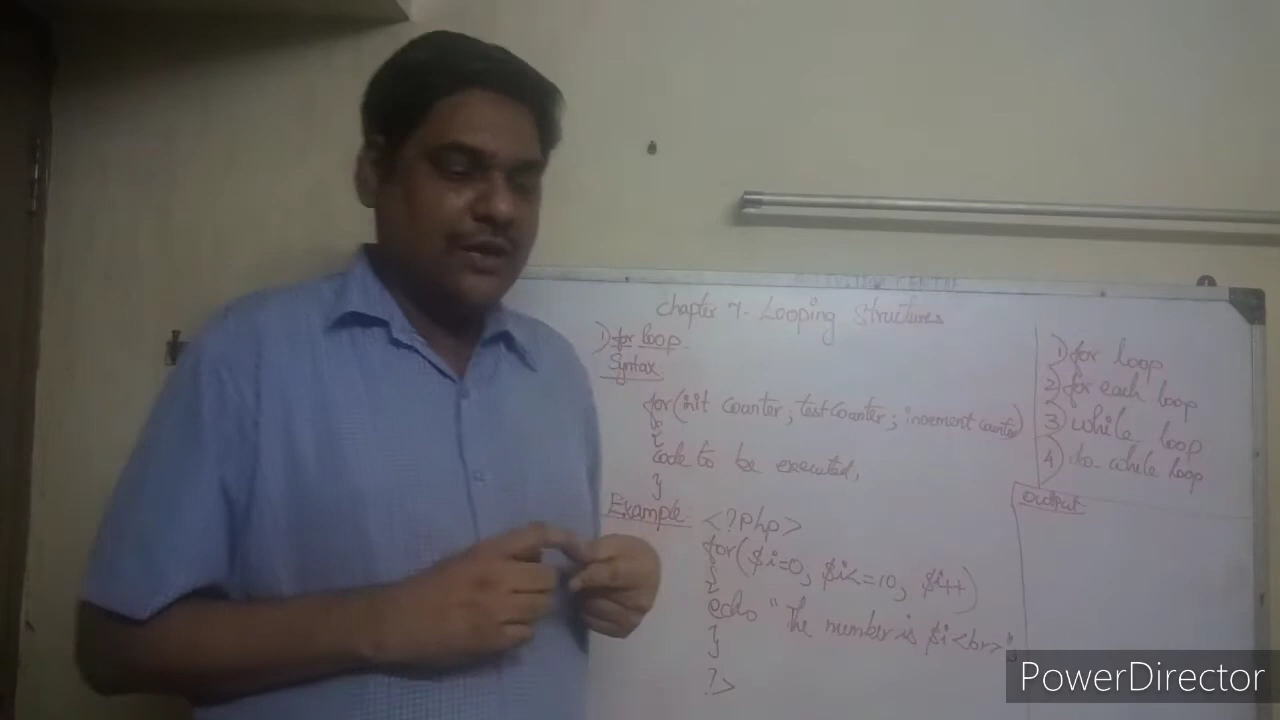 Chapter 7- Looping Structures
1) for loop
Syntax
for(init counter; testcounter; increment counter)
{
code to be executed,
}
Example <?php>
for($i=0, $i<=10, $i++)
{
echo "The number is $i<br>";
}
?>
1) for loop
2) for each loop
3) while loop
4) do while loop
output
PowerDirector